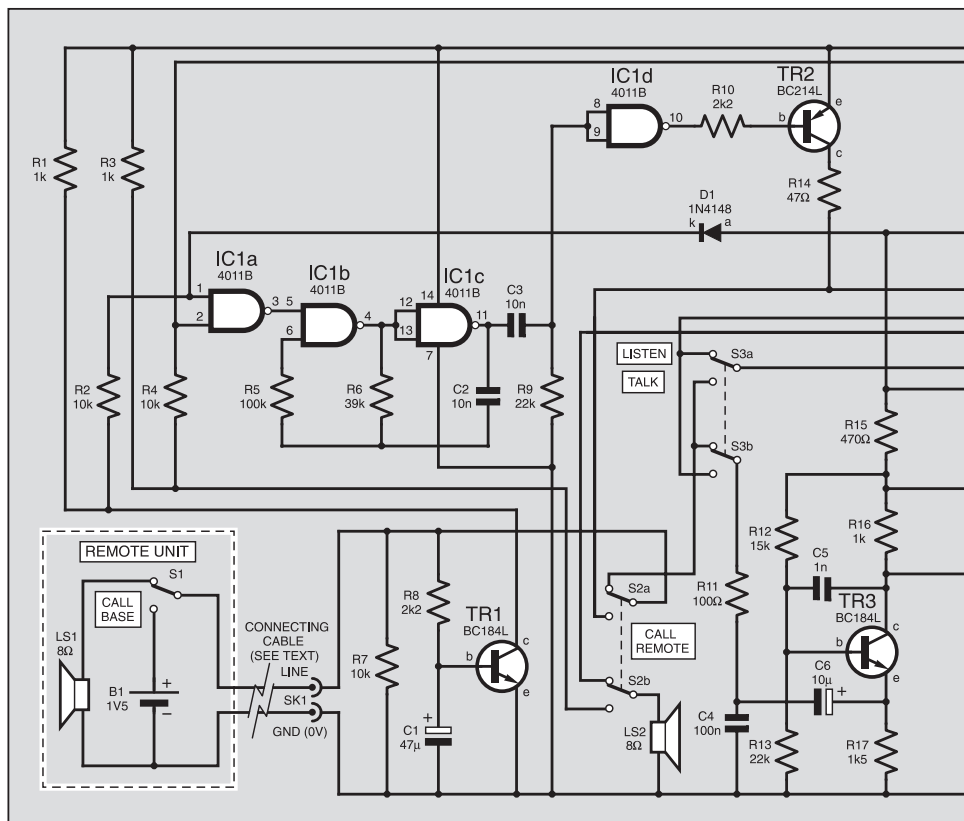 IC1d
4011B
8
9
10
R10
2k2
TR2
BC214L
b
e
c
R1
1k
R3
1k
R14
47Ω
D1
1N4148
k
a
IC1a
4011B
1
2
3
IC1b
4011B
5
6
4
IC1c
4011B
14
12
13
11
7
C3
10n
LISTEN
TALK
S3a
S3b
R2
10k
R4
10k
R5
100k
R6
39k
C2
10n
R9
22k
R15
470Ω
R12
15k
R16
1k
C5
1n
REMOTE UNIT
S1
CALL
BASE
LS1
8Ω
B1
1V5
+
−
CONNECTING
CABLE
(SEE TEXT)
LINE
SK1
GND (0V)
R8
2k2
R7
10k
C1
47µ
+
TR1
BC184L
b
c
e
S2a
CALL
REMOTE
S2b
LS2
8Ω
R11
100Ω
TR3
BC184L
b
c
e
C6
10µ
+
C4
100n
R13
22k
R17
1k5